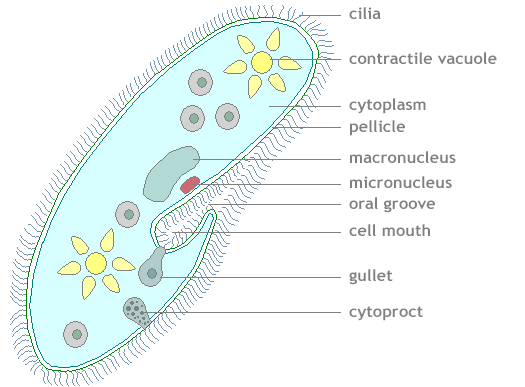 cilia
contractile vacuole
cytoplasm
pellicle
macronucleus
micronucleus
oral groove
cell mouth
gullet
cytoproct